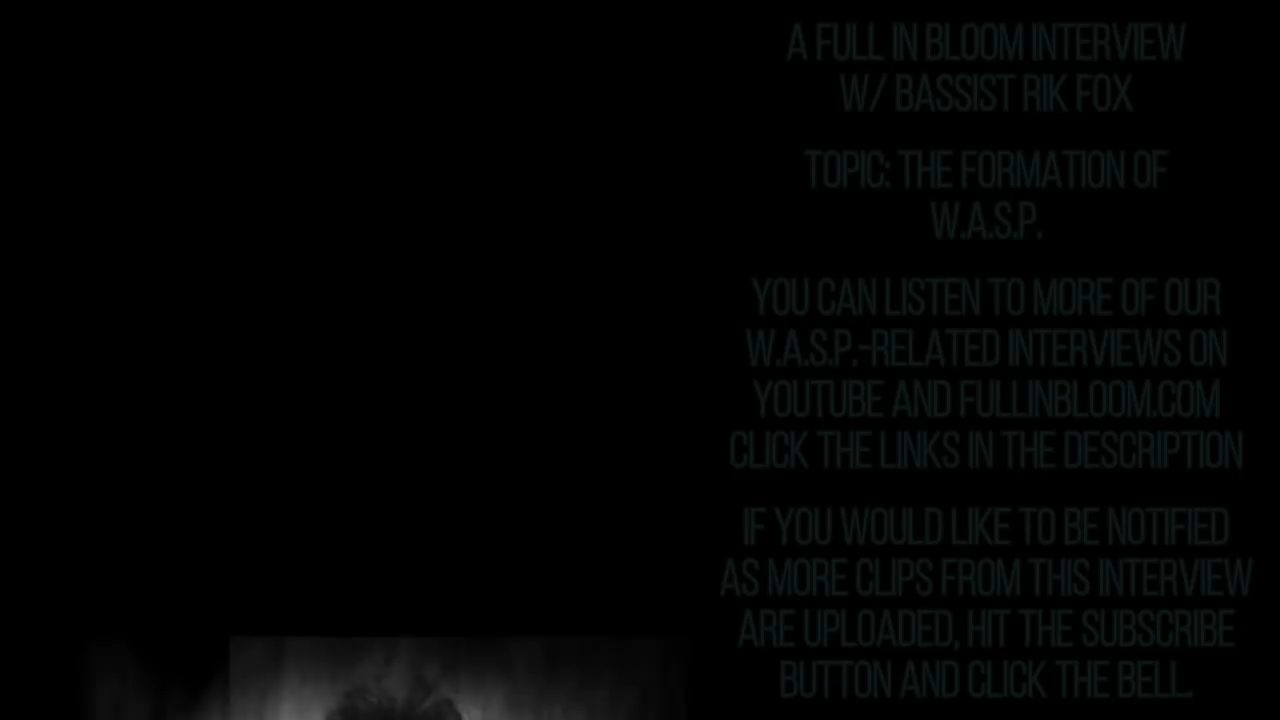 A FULL IN BLOOM INTERVIEW
W/ BASSIST RIK FOX
TOPIC: THE FORMATION OF
W.A.S.P.
YOU CAN LISTEN TO MORE OF OUR
W.A.S.P.-RELATED INTERVIEWS ON
YOUTUBE AND FULLINBLOOM.COM
CLICK THE LINKS IN THE DESCRIPTION
IF YOU WOULD LIKE TO BE NOTIFIED
AS MORE CLIPS FROM THIS INTERVIEW
ARE UPLOADED, HIT THE SUBSCRIBE
BUTTON AND CLICK THE BELL.